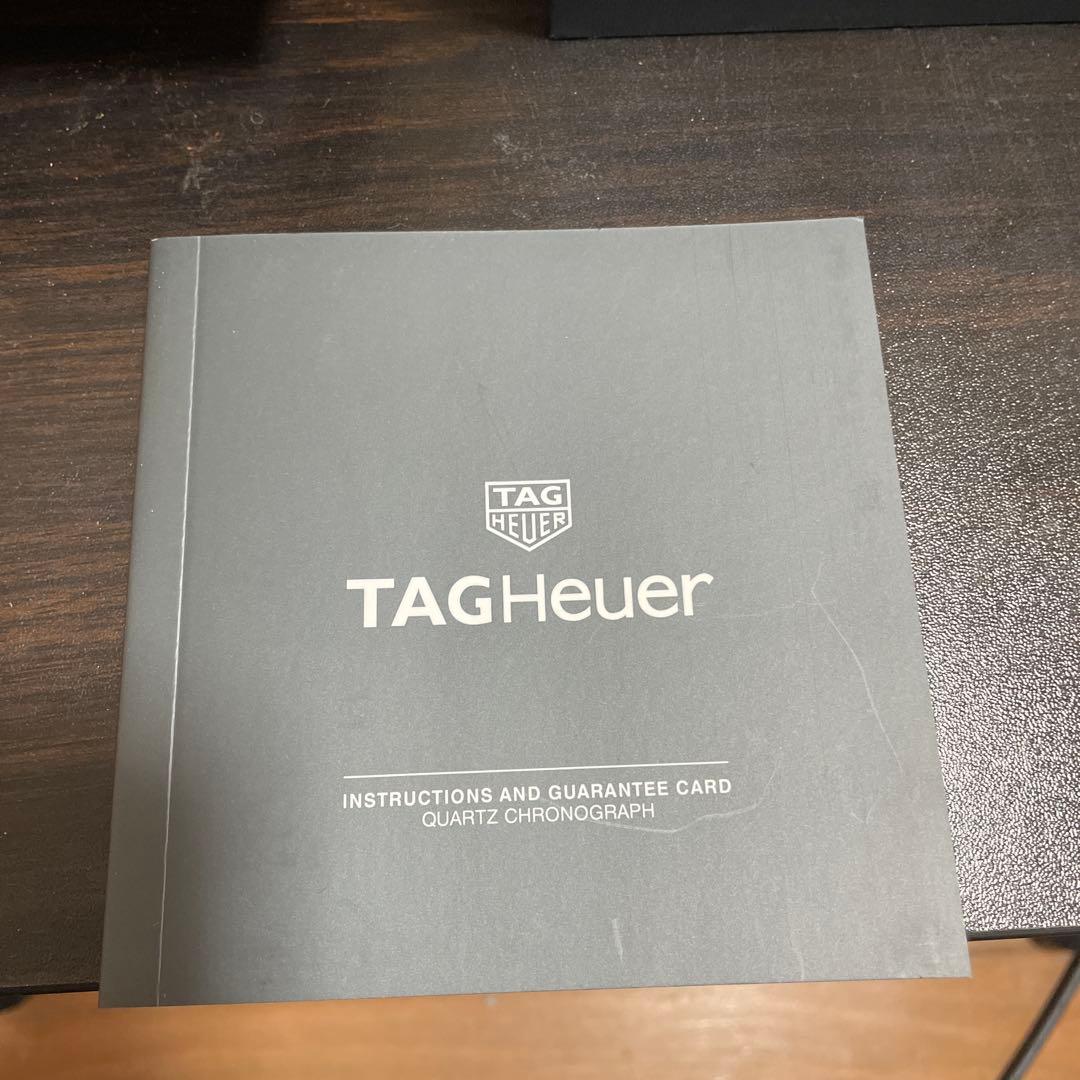 TAG
HEUER
TAGHeuer
INSTRUCTIONS AND GUARANTEE CARD
QUARTZ CHRONOGRAPH